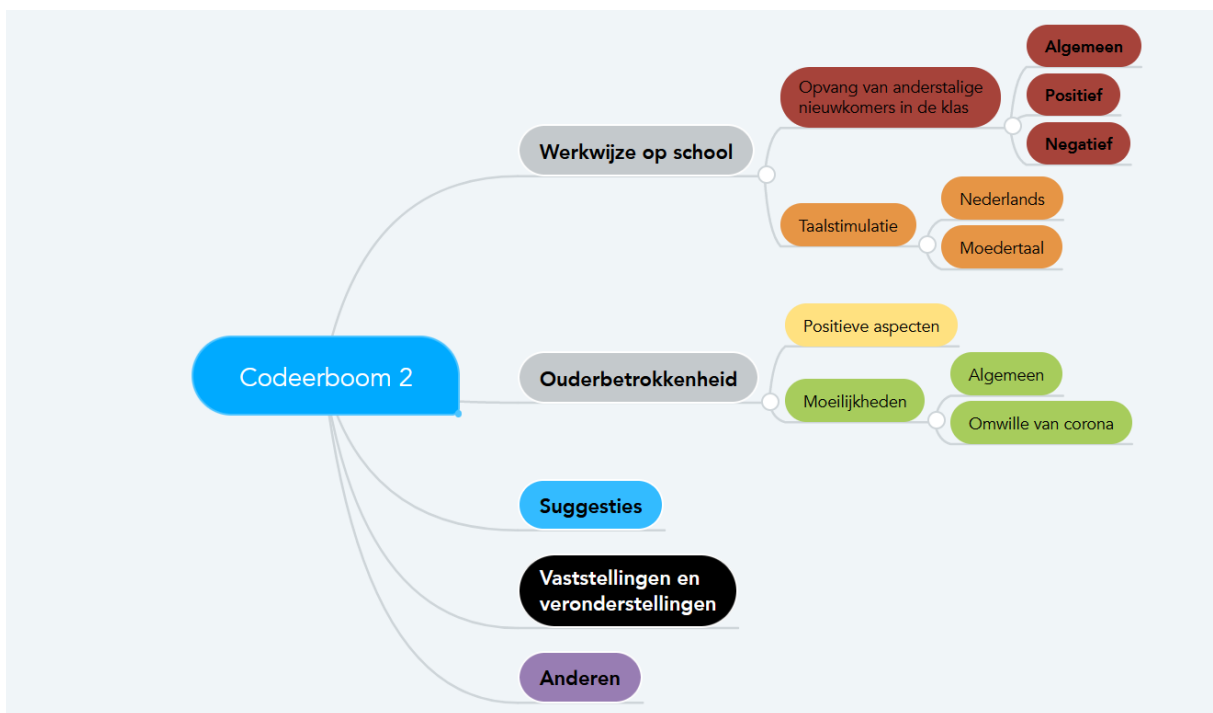 Codeerboom 2
Werkwijze op school
Opvang van anderstalige
nieuwkomers in de klas
Algemeen
Positief
Negatief
Taalstimulatie
Nederlands
Moedertaal
Ouderbetrokkenheid
Positieve aspecten
Moeilijkheden
Algemeen
Omwille van corona
Suggesties
Vaststellingen en
veronderstellingen
Anderen